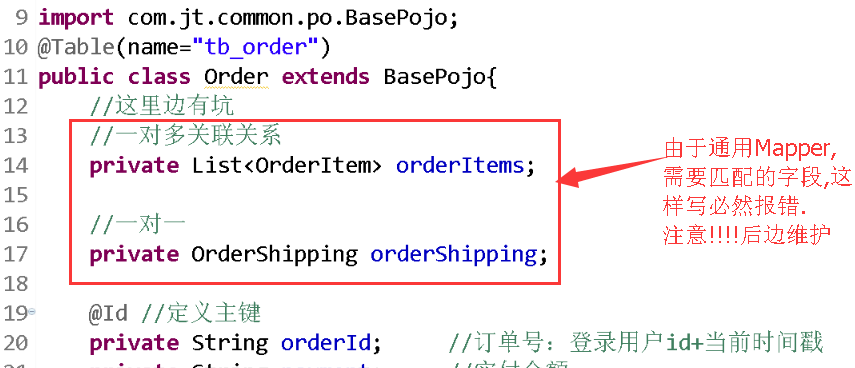 9 import com.jt.common.po.BasePojo;
10 @Table(name="tb_order")
11 public class Order extends BasePojo{
12 //这里边有坑
13 //一对多关联关系
14 private List<OrderItem> orderItems;
15
16 //一对一
17 private OrderShipping orderShipping;
18
19 @Id //定义主键
20 private String orderId; //订单号：登录用户id+当前时间戳
由于通用Mapper,
需要匹配的字段,这
样写必然报错.
注意!!!!后边维护